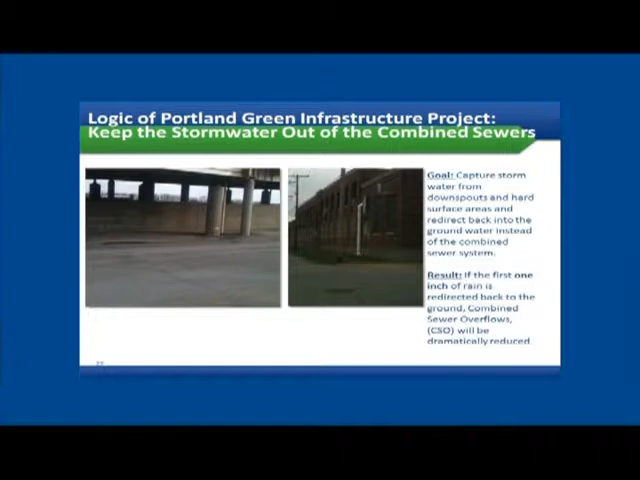 Logic of Portland Green Infrastructure Project:
Keep the Stormwater Out of the Combined Sewers
Goal: Capture storm
water from
downspouts and hard
surface areas and
redirect back into the
ground water instead
of the combined
sewer system.
Result: If the first one
inch of rain is
redirected back to the
ground, Combined
Sewer Overflows,
(CSO) will be
dramatically reduced